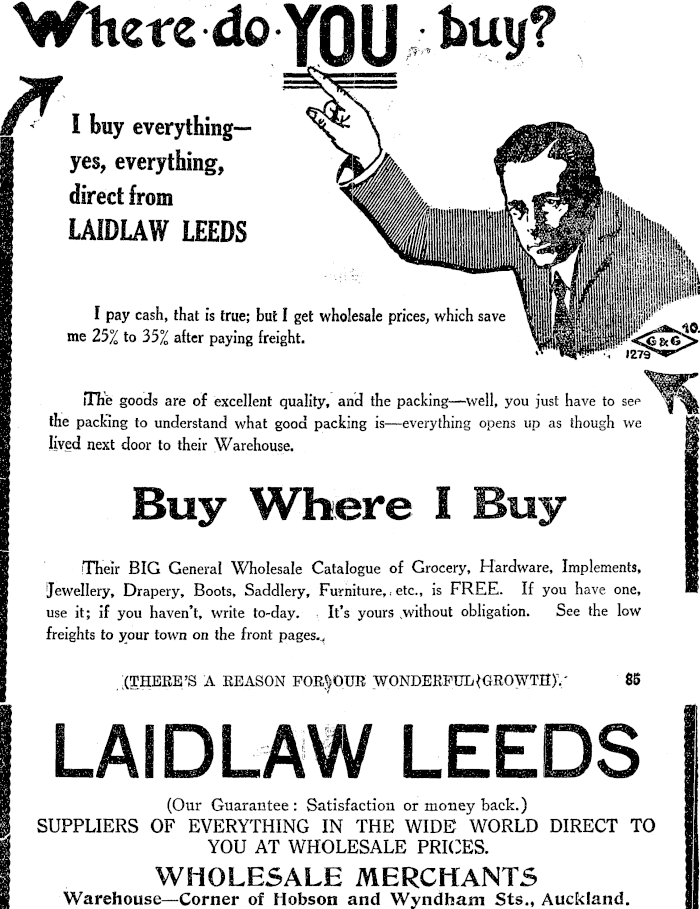 Where·do·YOU·buy?
I buy everything—
yes, everything,
direct from
LAIDLAW LEEDS
I pay cash, that is true; but I get wholesale prices, which save
me 25% to 35% after paying freight.
G & G
10.
1279
The goods are of excellent quality, and the packing—well, you just have to see
the packing to understand what good packing is—everything opens up as though we
lived next door to their Warehouse.
Buy Where I Buy
Their BIG General Wholesale Catalogue of Grocery, Hardware, Implements,
Jewellery, Drapery, Boots, Saddlery, Furniture, etc., is FREE. If you have one,
use it; if you haven't, write to-day. It's yours without obligation. See the low
freights to your town on the front pages.
(THERE'S A REASON FOR OUR WONDERFUL GROWTH). 85
LAIDLAW LEEDS
(Our Guarantee: Satisfaction or money back.)
SUPPLIERS OF EVERYTHING IN THE WIDE WORLD DIRECT TO
YOU AT WHOLESALE PRICES.
WHOLESALE MERCHANTS
Warehouse—Corner of Hobson and Wyndham Sts., Auckland.